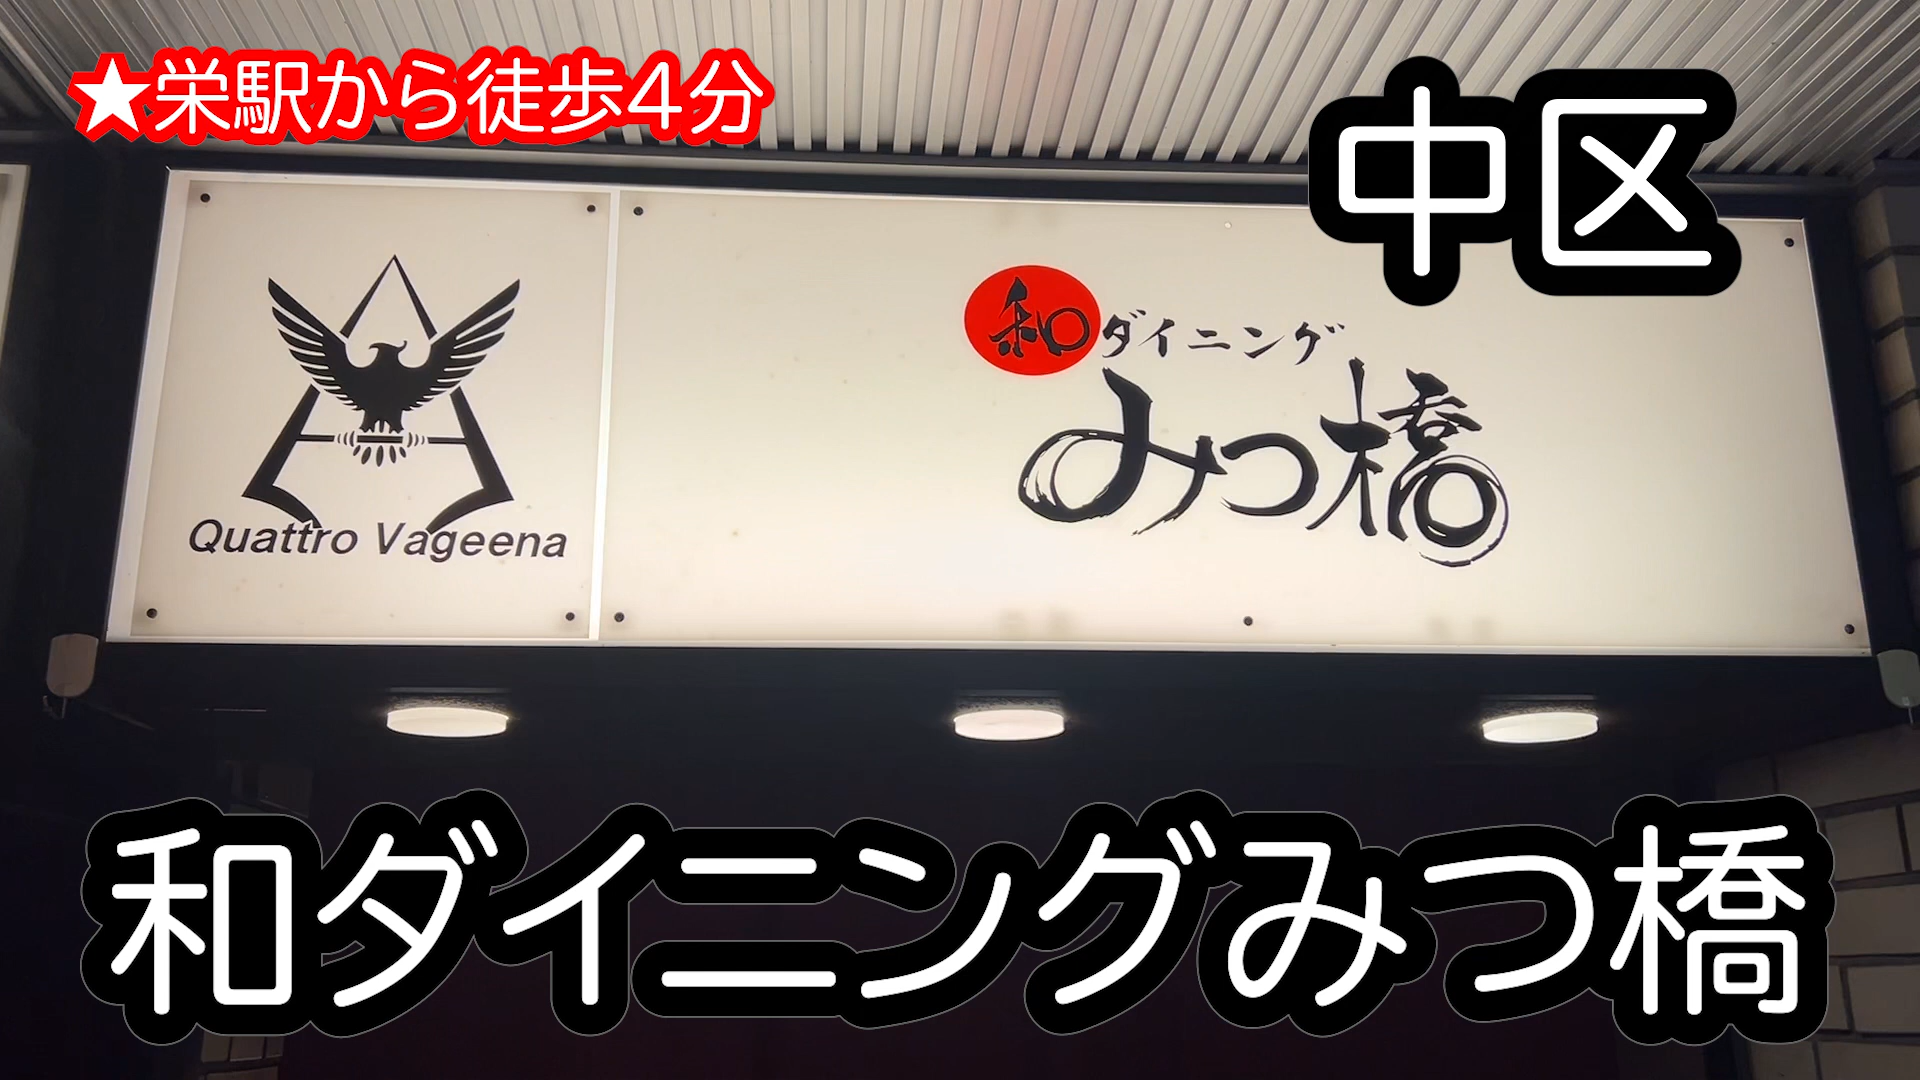 ★栄駅から徒歩4分
中区
Quattro Vageena
和ダイニング
みつ橋
和ダイニングみつ橋